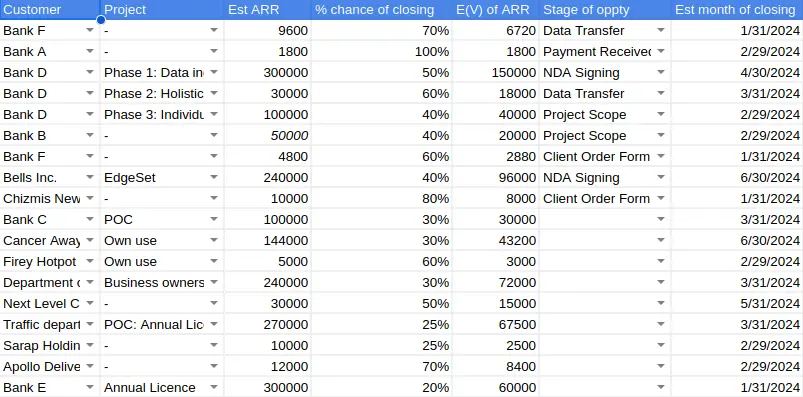 Customer Project Est ARR % chance of closing E(V) of ARR Stage of oppty Est month of closing
Bank F - 9600 70% 6720 Data Transfer 1/31/2024
Bank A - 1800 100% 1800 Payment Received 2/29/2024
Bank D Phase 1: Data in 300000 50% 150000 NDA Signing 4/30/2024
Bank D Phase 2: Holistic 30000 60% 18000 Data Transfer 3/31/2024
Bank D Phase 3: Individu 100000 40% 40000 Project Scope 2/29/2024
Bank B - 50000 40% 20000 Project Scope 2/29/2024
Bank F - 4800 60% 2880 Client Order Form 1/31/2024
Bells Inc. EdgeSet 240000 40% 96000 NDA Signing 6/30/2024
Chizmis New - 10000 80% 8000 Client Order Form 1/31/2024
Bank C POC 100000 30% 30000 3/31/2024
Cancer Away Own use 144000 30% 43200 6/30/2024
Firey Hotpot Own use 5000 60% 3000 2/29/2024
Department o Business owners 240000 30% 72000 3/31/2024
Next Level C - 30000 50% 15000 5/31/2024
Traffic depart POC: Annual Lic 270000 25% 67500 3/31/2024
Sarap Holdin - 10000 25% 2500 2/29/2024
Apollo Delive - 12000 70% 8400 2/29/2024
Bank E Annual Licence 300000 20% 60000 1/31/2024